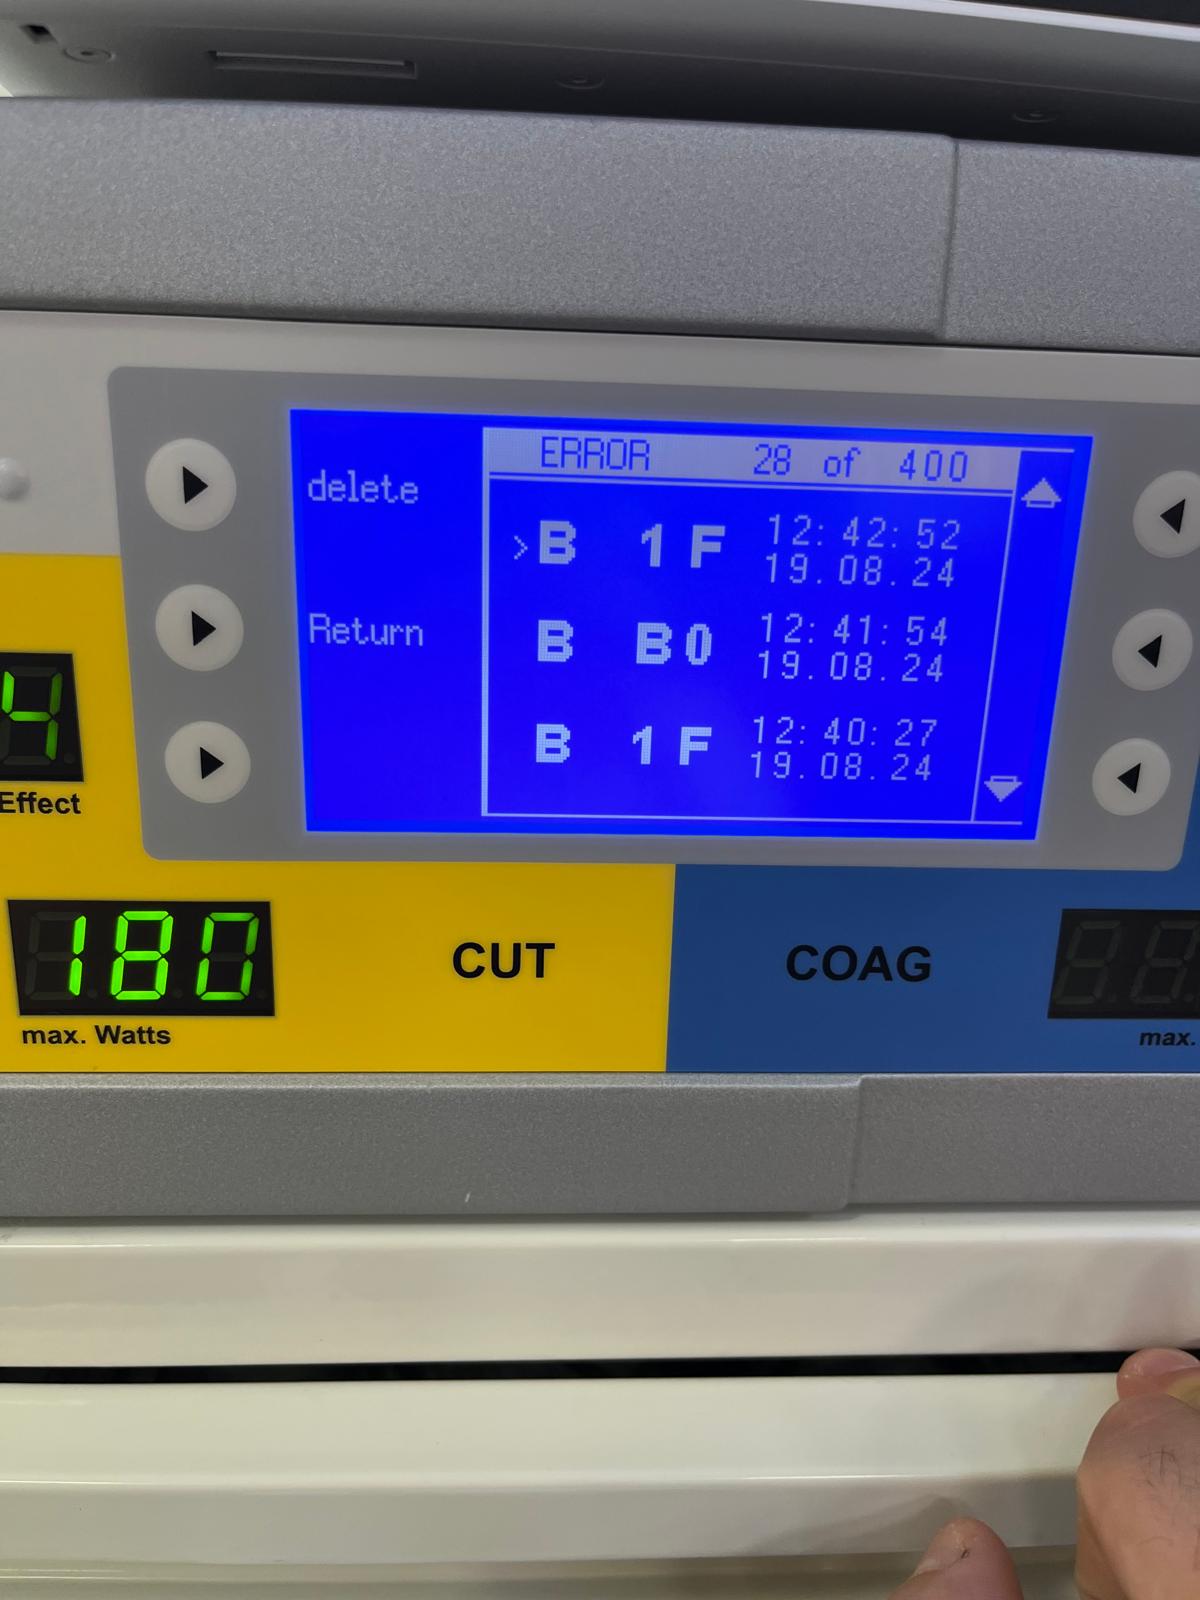 ERROR 28 of 400
delete
>B 1F 12:42:52
19.08.24
Return
B B0 12:41:54
19.08.24
B 1F 12:40:27
19.08.24
4
Effect
180
max. Watts
CUT
COAG
max.